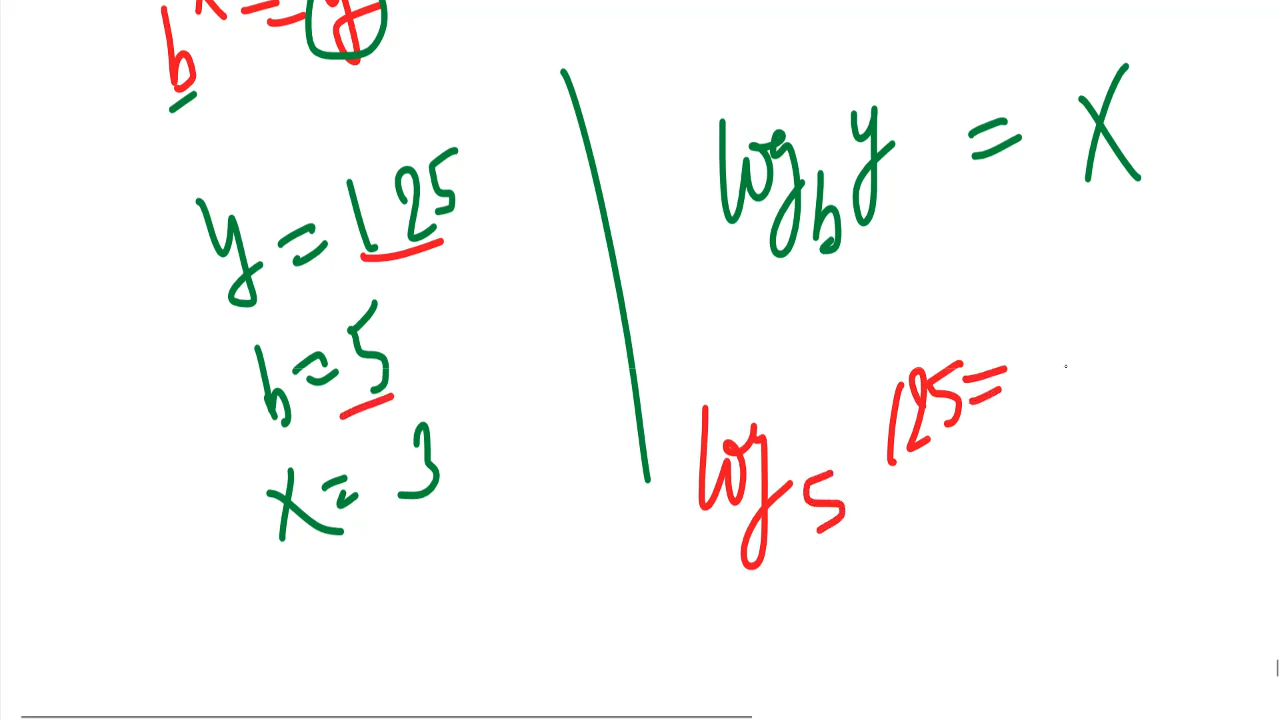 b^x = y
y = 125
b = 5
x = 3
log_b y = x
log_5 125 =